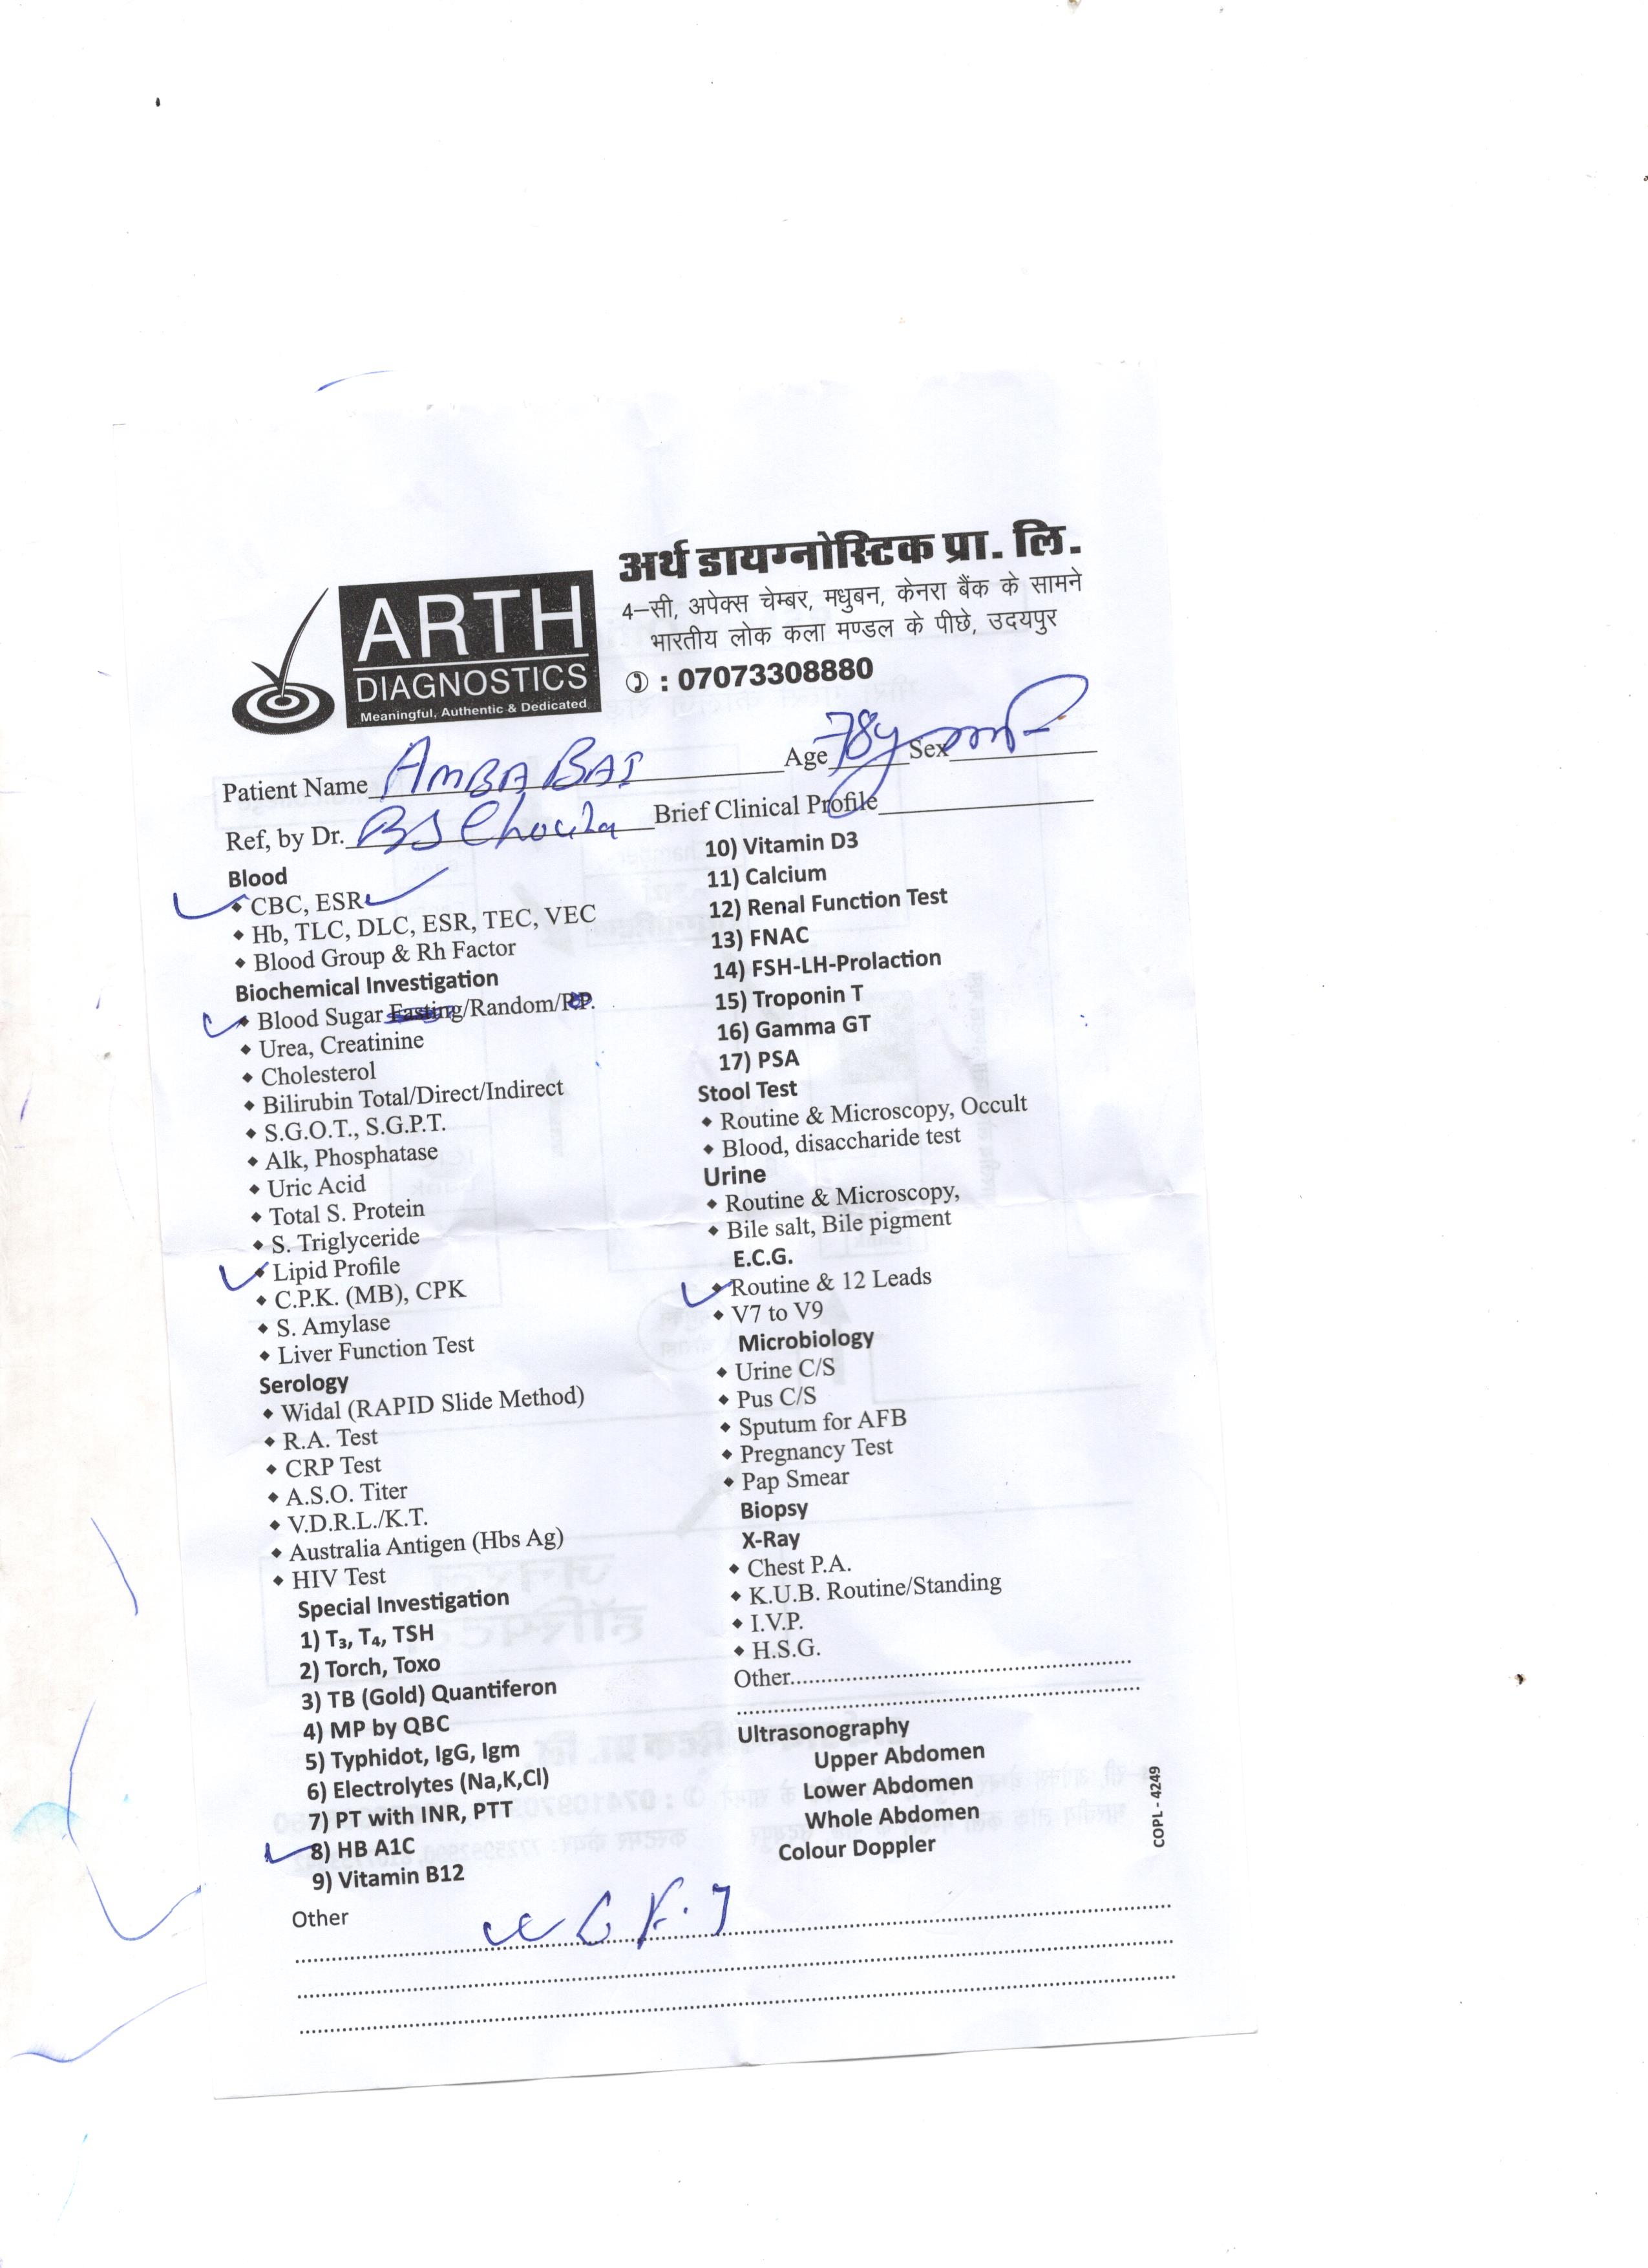 अर्थ डायग्नोस्टिक प्रा. लि.
4–सी, अपेक्स चेम्बर, मधुबन, केनरा बैंक के सामने
भारतीय लोक कला मण्डल के पीछे, उदयपुर
: 07073308880
ARTH
DIAGNOSTICS
Meaningful, Authentic & Dedicated
Patient Name AMBA BAI Age 78y Sex
Ref, by Dr. BS Brief Clinical Profile
Blood
CBC, ESR
Hb, TLC, DLC, ESR, TEC, VEC
Blood Group & Rh Factor
Biochemical Investigation
Blood Sugar Fasting/Random/P.P.
Urea, Creatinine
Cholesterol
Bilirubin Total/Direct/Indirect
S.G.O.T., S.G.P.T.
Alk, Phosphatase
Uric Acid
Total S. Protein
S. Triglyceride
Lipid Profile
C.P.K. (MB), CPK
S. Amylase
Liver Function Test
Serology
Widal (RAPID Slide Method)
R.A. Test
CRP Test
A.S.O. Titer
V.D.R.L./K.T.
Australia Antigen (Hbs Ag)
HIV Test
Special Investigation
1) T₃, T₄, TSH
2) Torch, Toxo
3) TB (Gold) Quantiferon
4) MP by QBC
5) Typhidot, IgG, Igm
6) Electrolytes (Na,K,Cl)
7) PT with INR, PTT
8) HB A1C
9) Vitamin B12
10) Vitamin D3
11) Calcium
12) Renal Function Test
13) FNAC
14) FSH-LH-Prolaction
15) Troponin T
16) Gamma GT
17) PSA
Stool Test
Routine & Microscopy, Occult
Blood, disaccharide test
Urine
Routine & Microscopy,
Bile salt, Bile pigment
E.C.G.
Routine & 12 Leads
V7 to V9
Microbiology
Urine C/S
Pus C/S
Sputum for AFB
Pregnancy Test
Pap Smear
Biopsy
X-Ray
Chest P.A.
K.U.B. Routine/Standing
I.V.P.
H.S.G.
Other
Ultrasonography
Upper Abdomen
Lower Abdomen
Whole Abdomen
Colour Doppler
COPL - 4249
Other